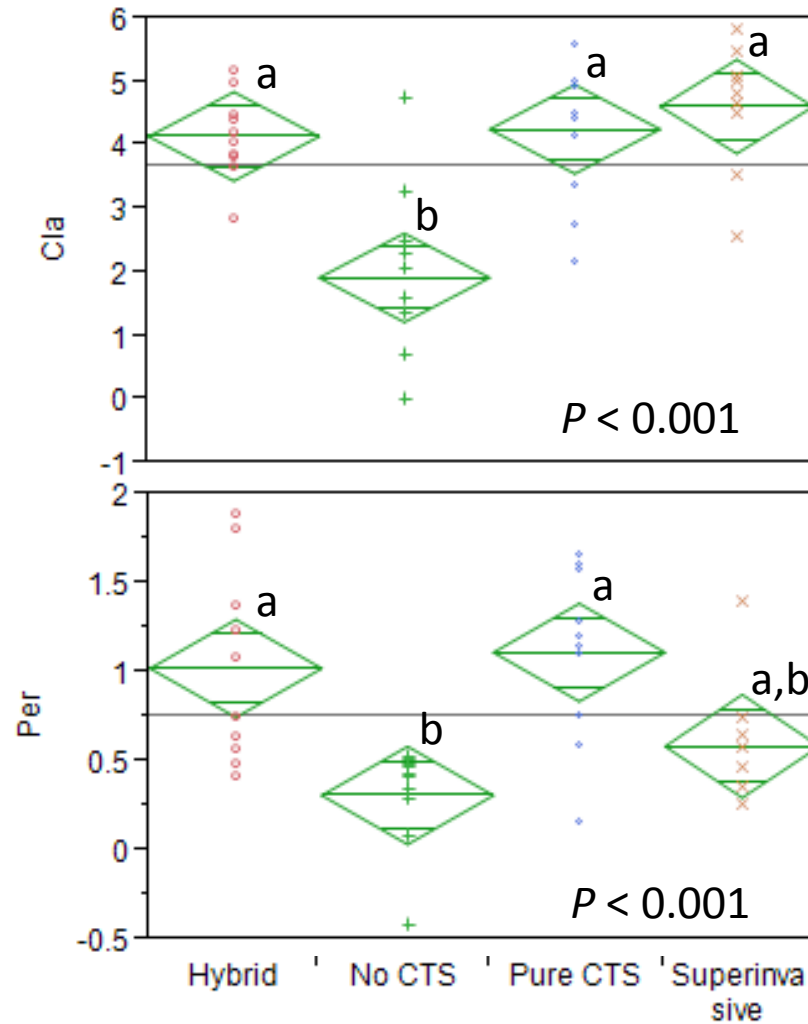 6
5
4
3
2
1
0
-1
Cla
a
b
a
a
P < 0.001
2
1.5
1
0.5
0
-0.5
Per
a
b
a
a,b
P < 0.001
Hybrid
No CTS
Pure CTS
Superinva
sive